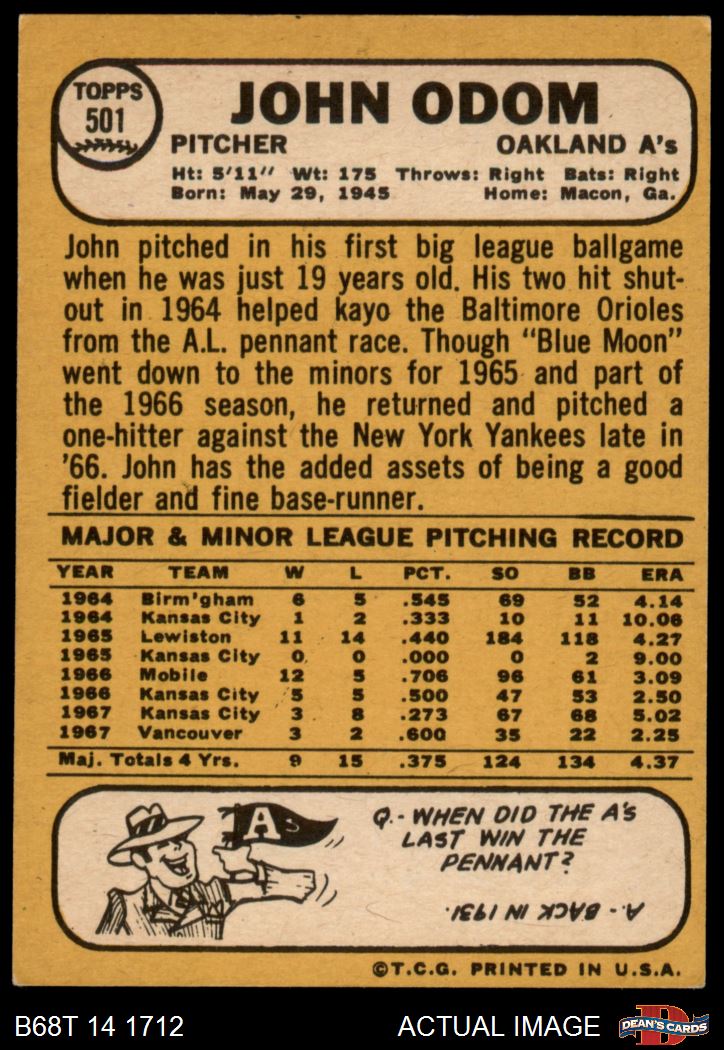 TOPPS
501
JOHN ODOM
PITCHER OAKLAND A's
Ht: 5'11" Wt: 175 Throws: Right Bats: Right
Born: May 29, 1945 Home: Macon, Ga.
John pitched in his first big league ballgame
when he was just 19 years old. His two hit shut-
out in 1964 helped kayo the Baltimore Orioles
from the A.L. pennant race. Though "Blue Moon"
went down to the minors for 1965 and part of
the 1966 season, he returned and pitched a
one-hitter against the New York Yankees late in
'66. John has the added assets of being a good
fielder and fine base-runner.
MAJOR & MINOR LEAGUE PITCHING RECORD
YEAR TEAM W L PCT. SO BB ERA
1964 Birm'gham 6 5 .545 69 52 4.14
1964 Kansas City 1 2 .333 10 11 10.06
1965 Lewiston 11 14 .440 184 118 4.27
1965 Kansas City 0 0 .000 0 2 9.00
1966 Mobile 12 5 .706 96 61 3.09
1966 Kansas City 5 5 .500 47 53 2.50
1967 Kansas City 3 8 .273 67 68 5.02
1967 Vancouver 3 2 .600 35 22 2.25
Maj. Totals 4 Yrs. 9 15 .375 124 134 4.37
A's
Q.- WHEN DID THE A'S
LAST WIN THE
PENNANT?
A.- BACK IN 1931.
©T.C.G. PRINTED IN U.S.A.
B68T 14 1712 ACTUAL IMAGE D DEAN'S CARDS